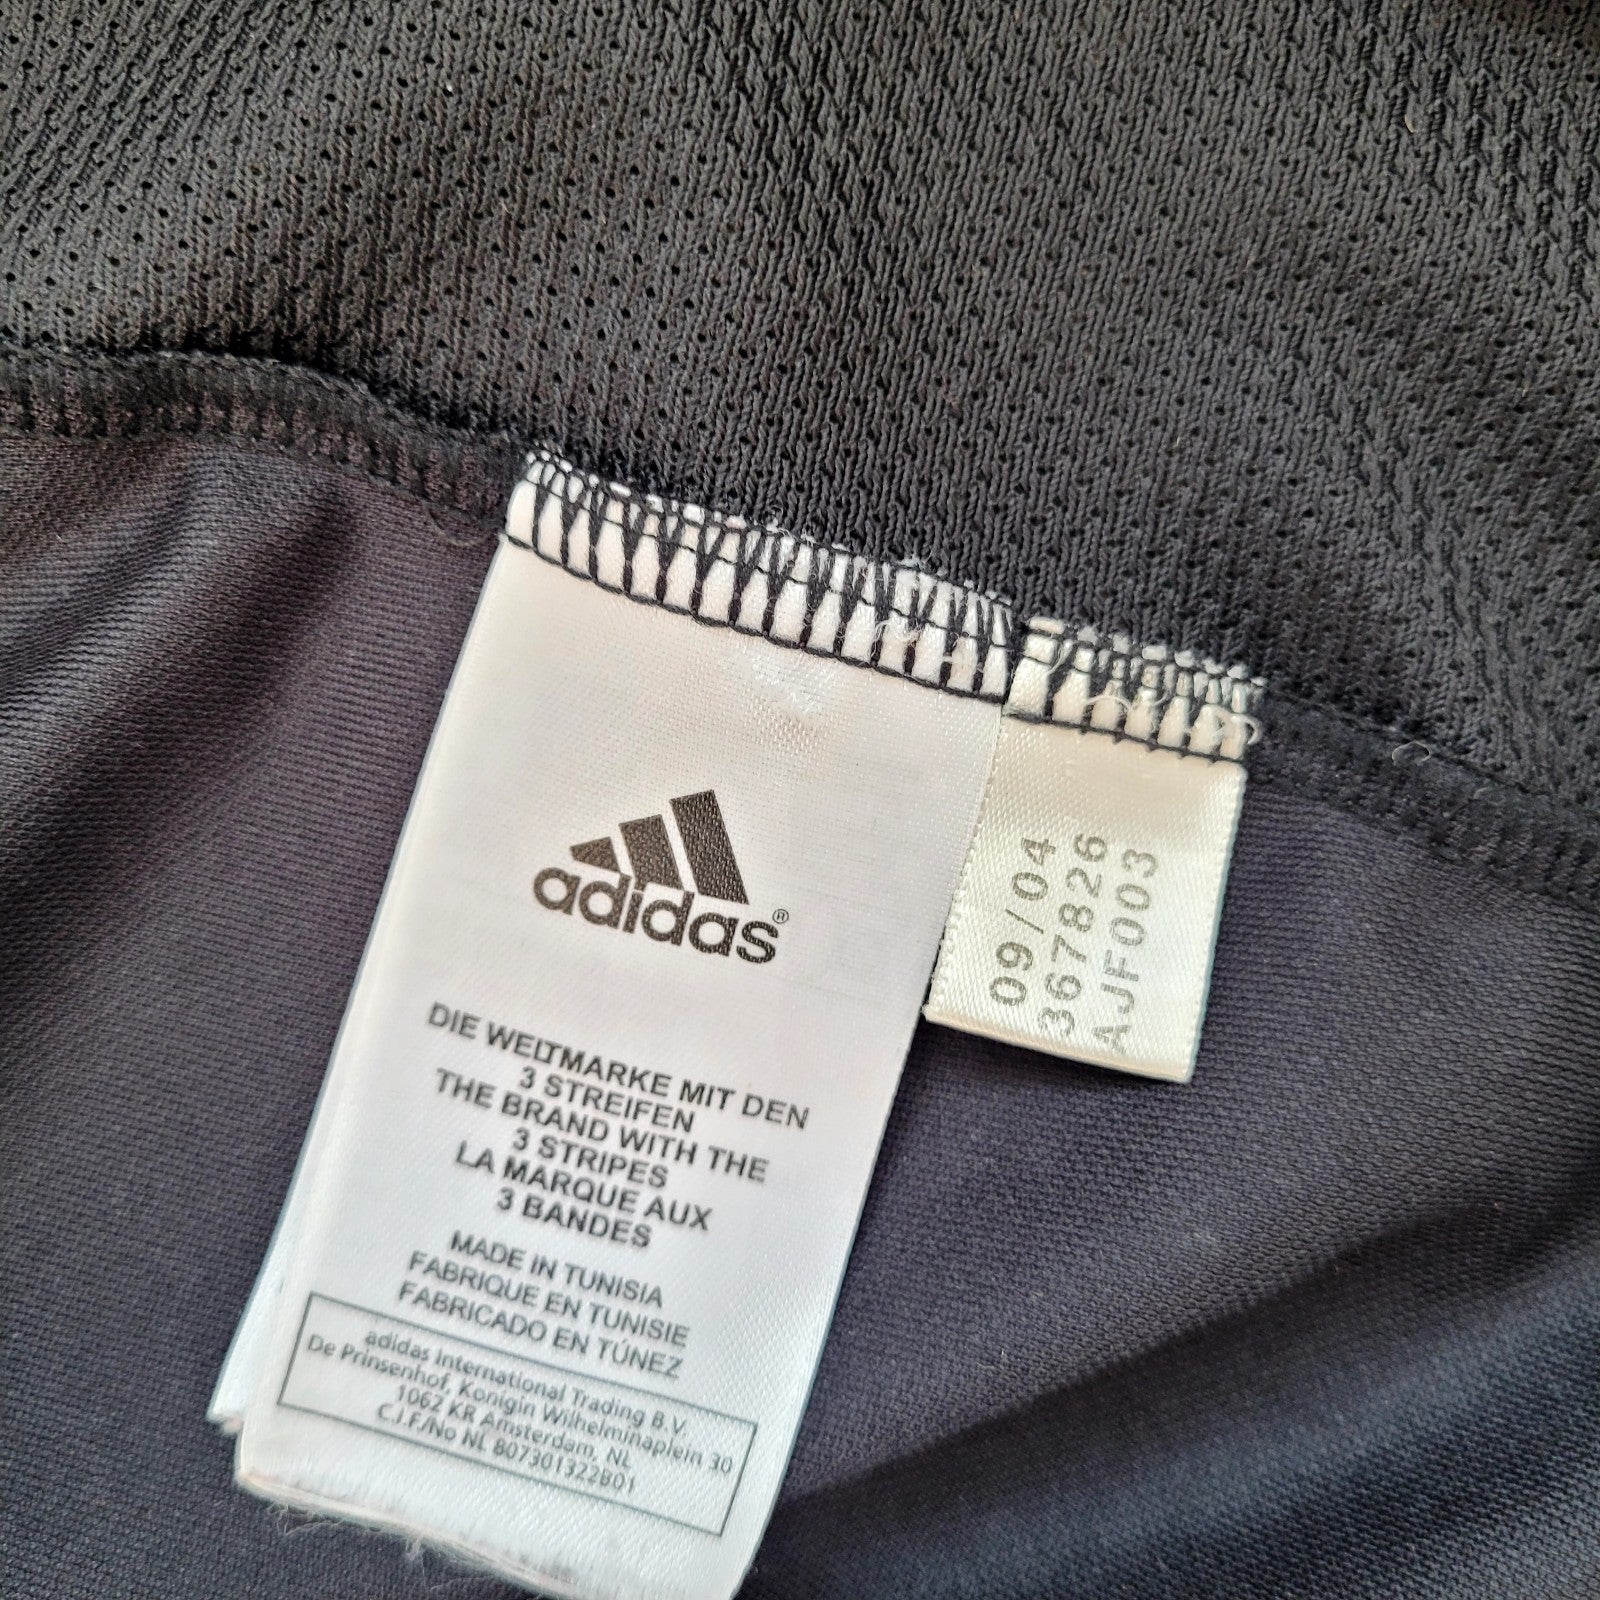 adidas®
DIE WELTMARKE MIT DEN
3 STREIFEN
THE BRAND WITH THE
3 STRIPES
LA MARQUE AUX
3 BANDES
MADE IN TUNISIA
FABRIQUE EN TUNISIE
FABRICADO EN TÚNEZ
adidas International Trading B.V.
De Prinsenhof, Konigin Wilhelminaplein 30
1062 KR Amsterdam, NL
C.I.F./No NL 807301322B01
09/04
367826
AJF003